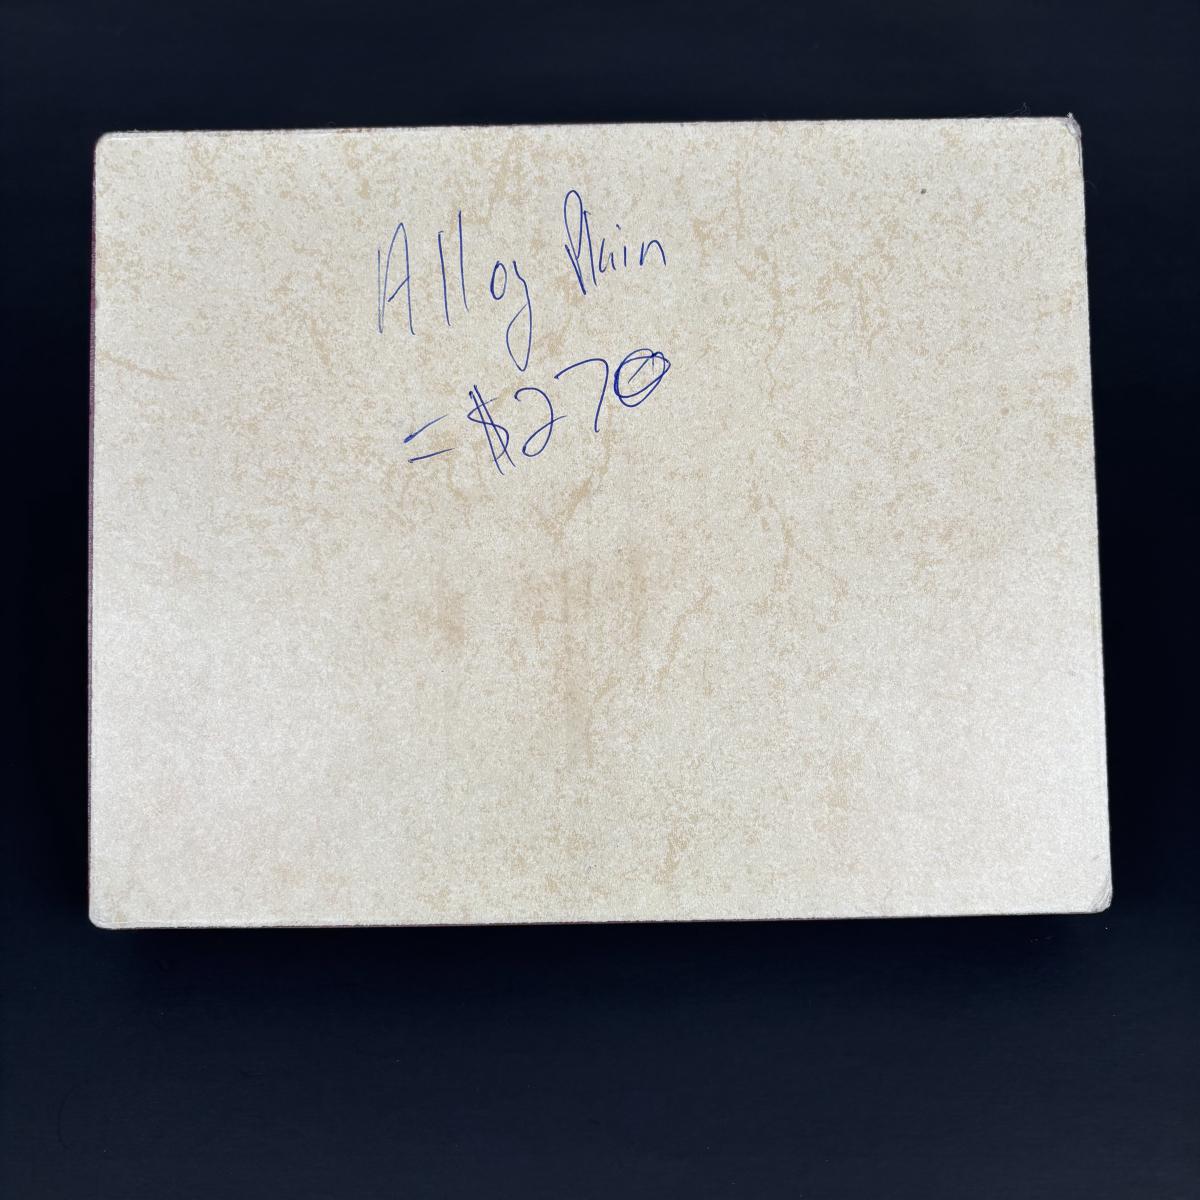 Alloy Plain
= $270